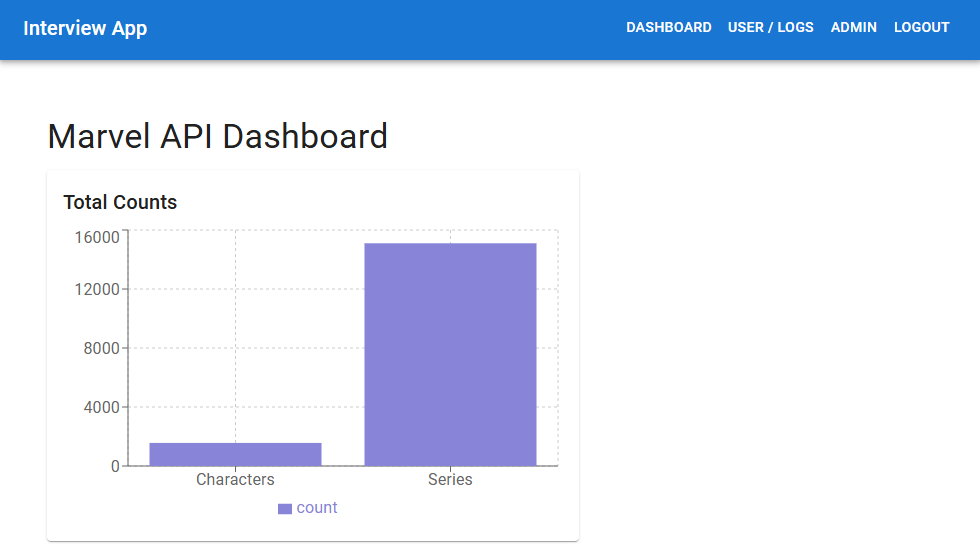 Interview App
DASHBOARD USER / LOGS ADMIN LOGOUT
Marvel API Dashboard
Total Counts
16000
12000
8000
4000
0
Characters Series
count